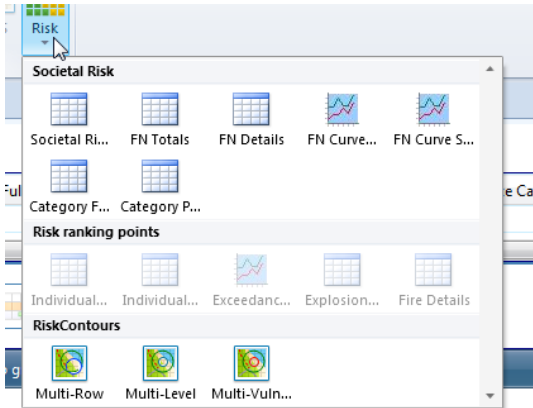 Risk
Societal Risk
Societal Ri... FN Totals FN Details FN Curve... FN Curve S...
Category F... Category P...
Risk ranking points
Individual... Individual... Exceedanc... Explosion... Fire Details
RiskContours
Multi-Row Multi-Level Multi-Vuln...